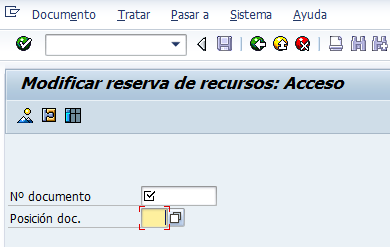 Documento Tratar Pasar a Sistema Ayuda
Modificar reserva de recursos: Acceso
Nº documento
Posición doc.